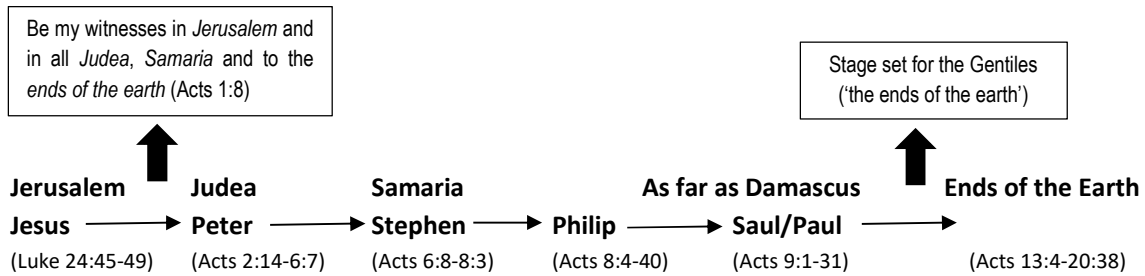 Be my witnesses in Jerusalem and
in all Judea, Samaria and to the
ends of the earth (Acts 1:8)
Stage set for the Gentiles
(‘the ends of the earth’)
Jerusalem Judea Samaria As far as Damascus Ends of the Earth
Jesus Peter Stephen Philip Saul/Paul
(Luke 24:45-49) (Acts 2:14-6:7) (Acts 6:8-8:3) (Acts 8:4-40) (Acts 9:1-31) (Acts 13:4-20:38)